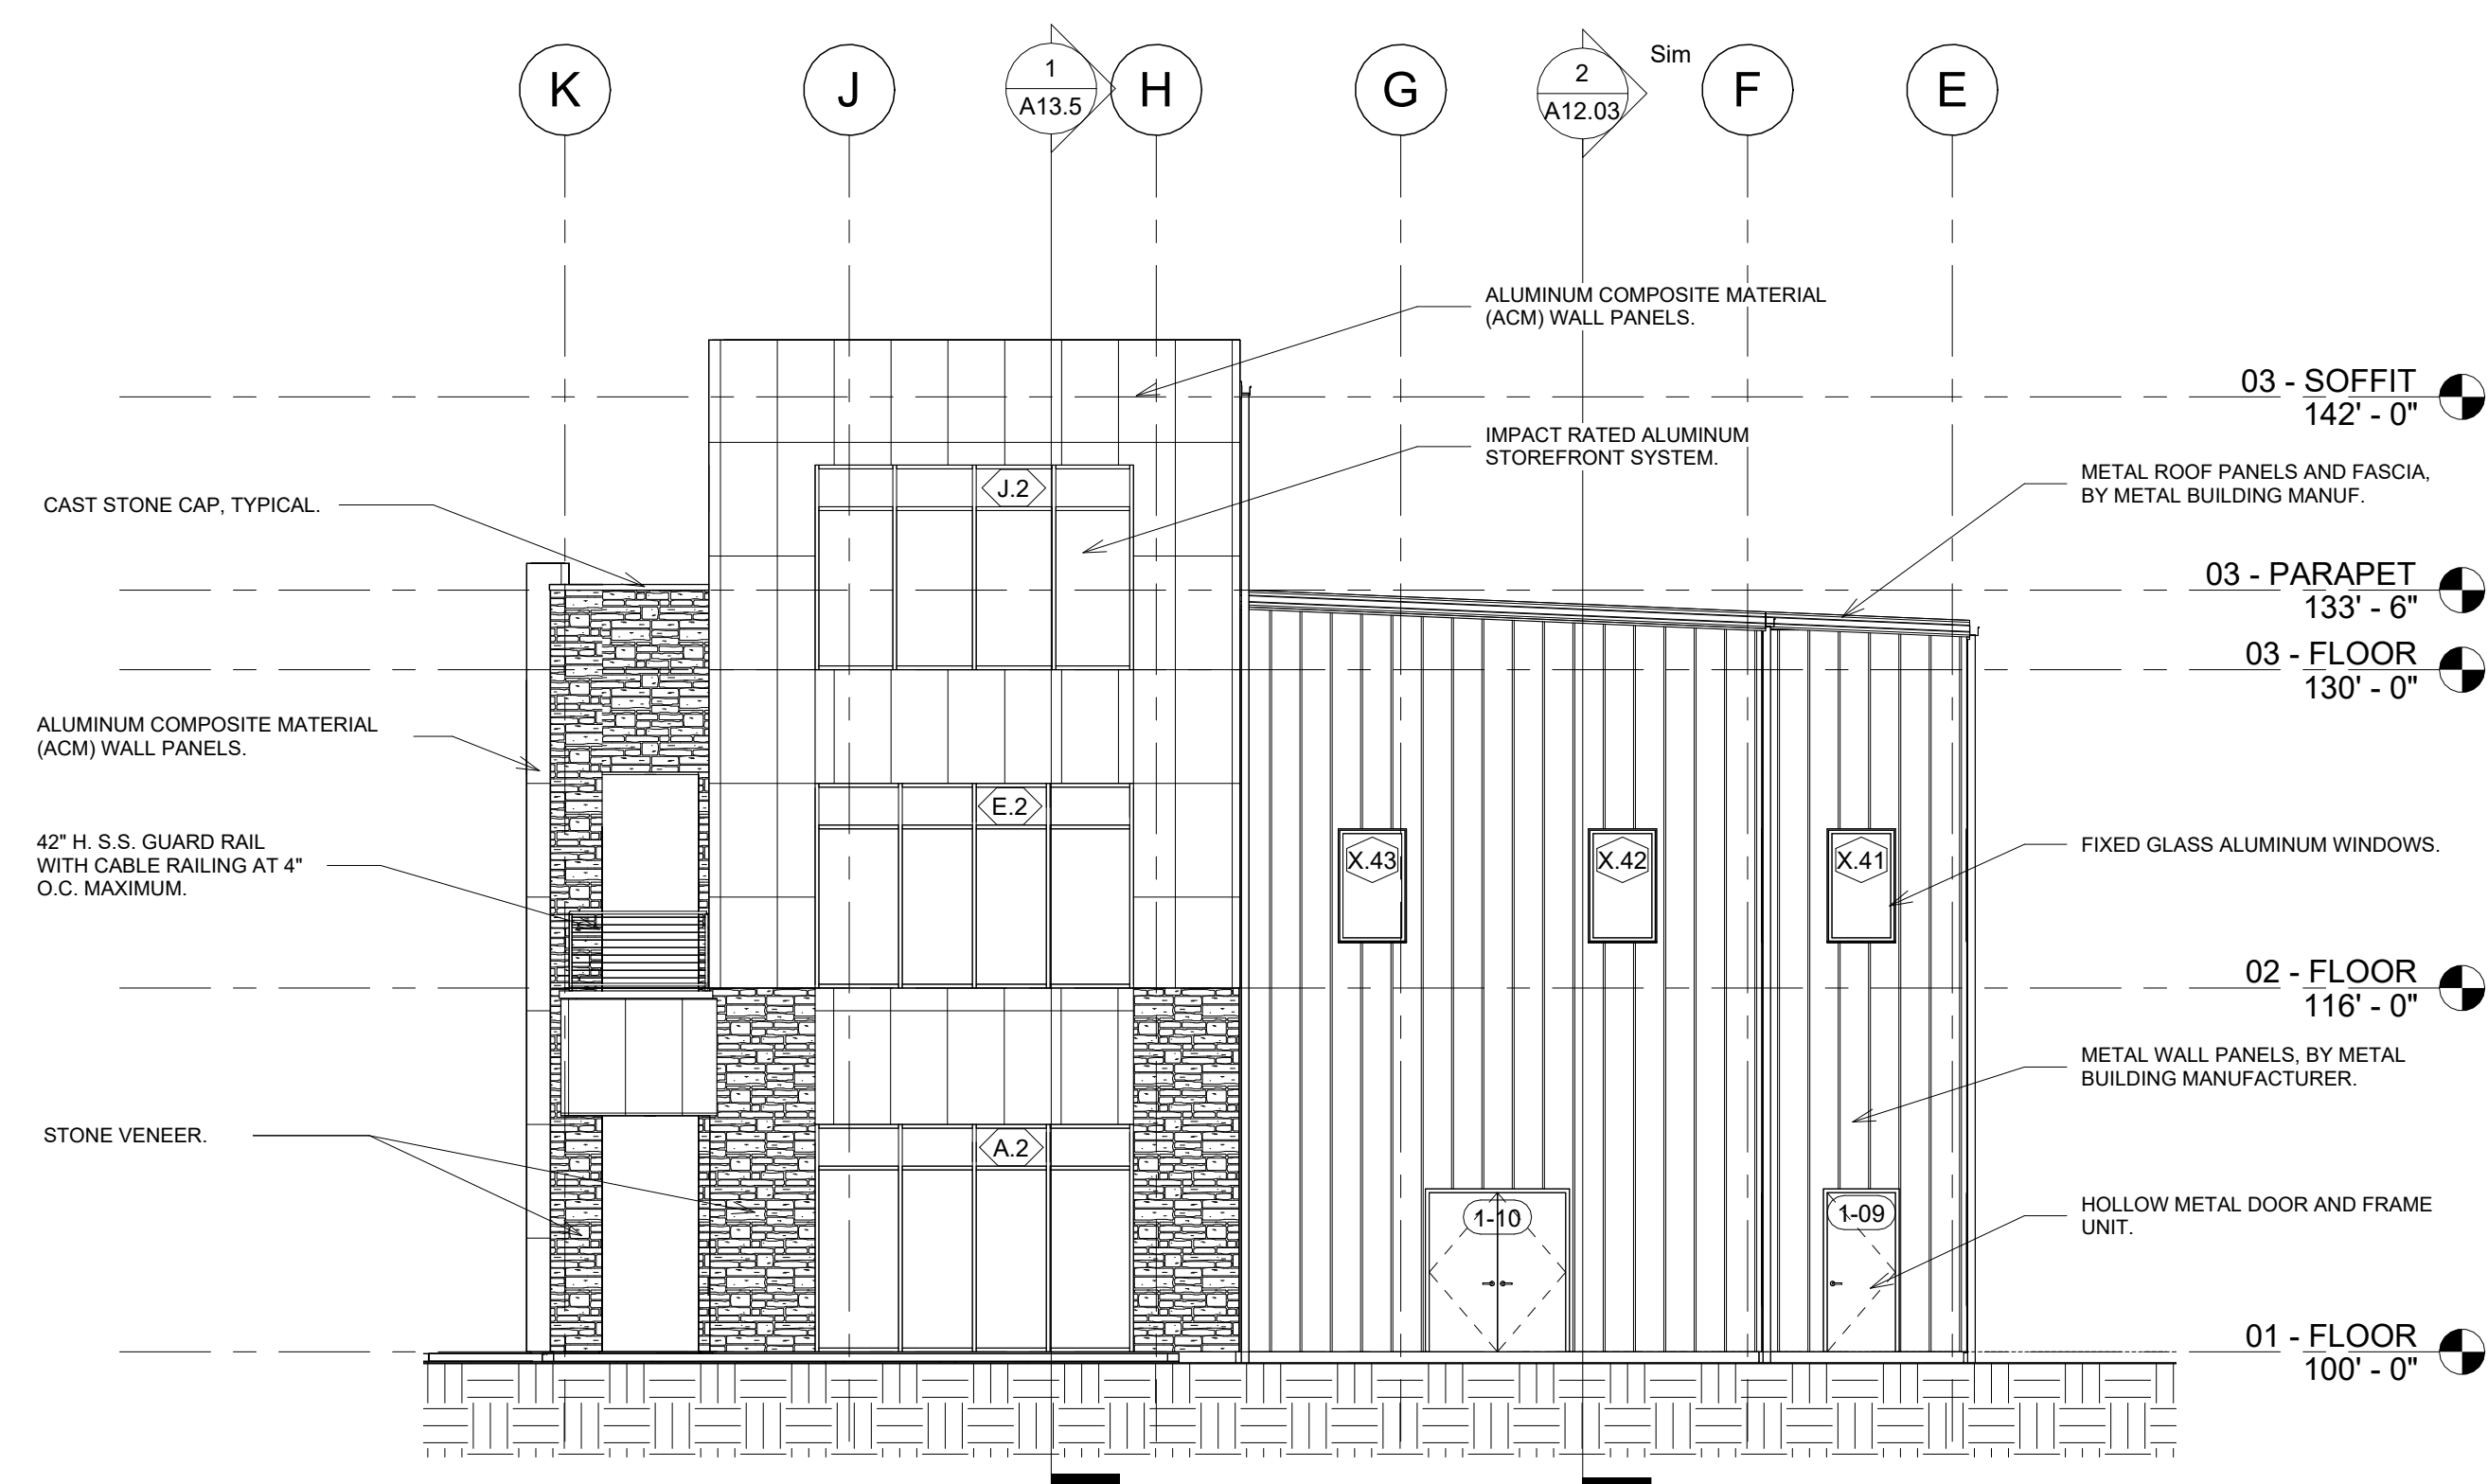 K
J
1
A13.5
H
G
2
A12.03
Sim
F
E
ALUMINUM COMPOSITE MATERIAL
(ACM) WALL PANELS.
03 - SOFFIT
142' - 0"
IMPACT RATED ALUMINUM
STOREFRONT SYSTEM.
METAL ROOF PANELS AND FASCIA,
BY METAL BUILDING MANUF.
J.2
CAST STONE CAP, TYPICAL.
03 - PARAPET
133' - 6"
03 - FLOOR
130' - 0"
ALUMINUM COMPOSITE MATERIAL
(ACM) WALL PANELS.
E.2
42" H. S.S. GUARD RAIL
WITH CABLE RAILING AT 4"
O.C. MAXIMUM.
X.43
X.42
X.41
FIXED GLASS ALUMINUM WINDOWS.
02 - FLOOR
116' - 0"
METAL WALL PANELS, BY METAL
BUILDING MANUFACTURER.
STONE VENEER.
A.2
1-10
1-09
HOLLOW METAL DOOR AND FRAME
UNIT.
01 - FLOOR
100' - 0"